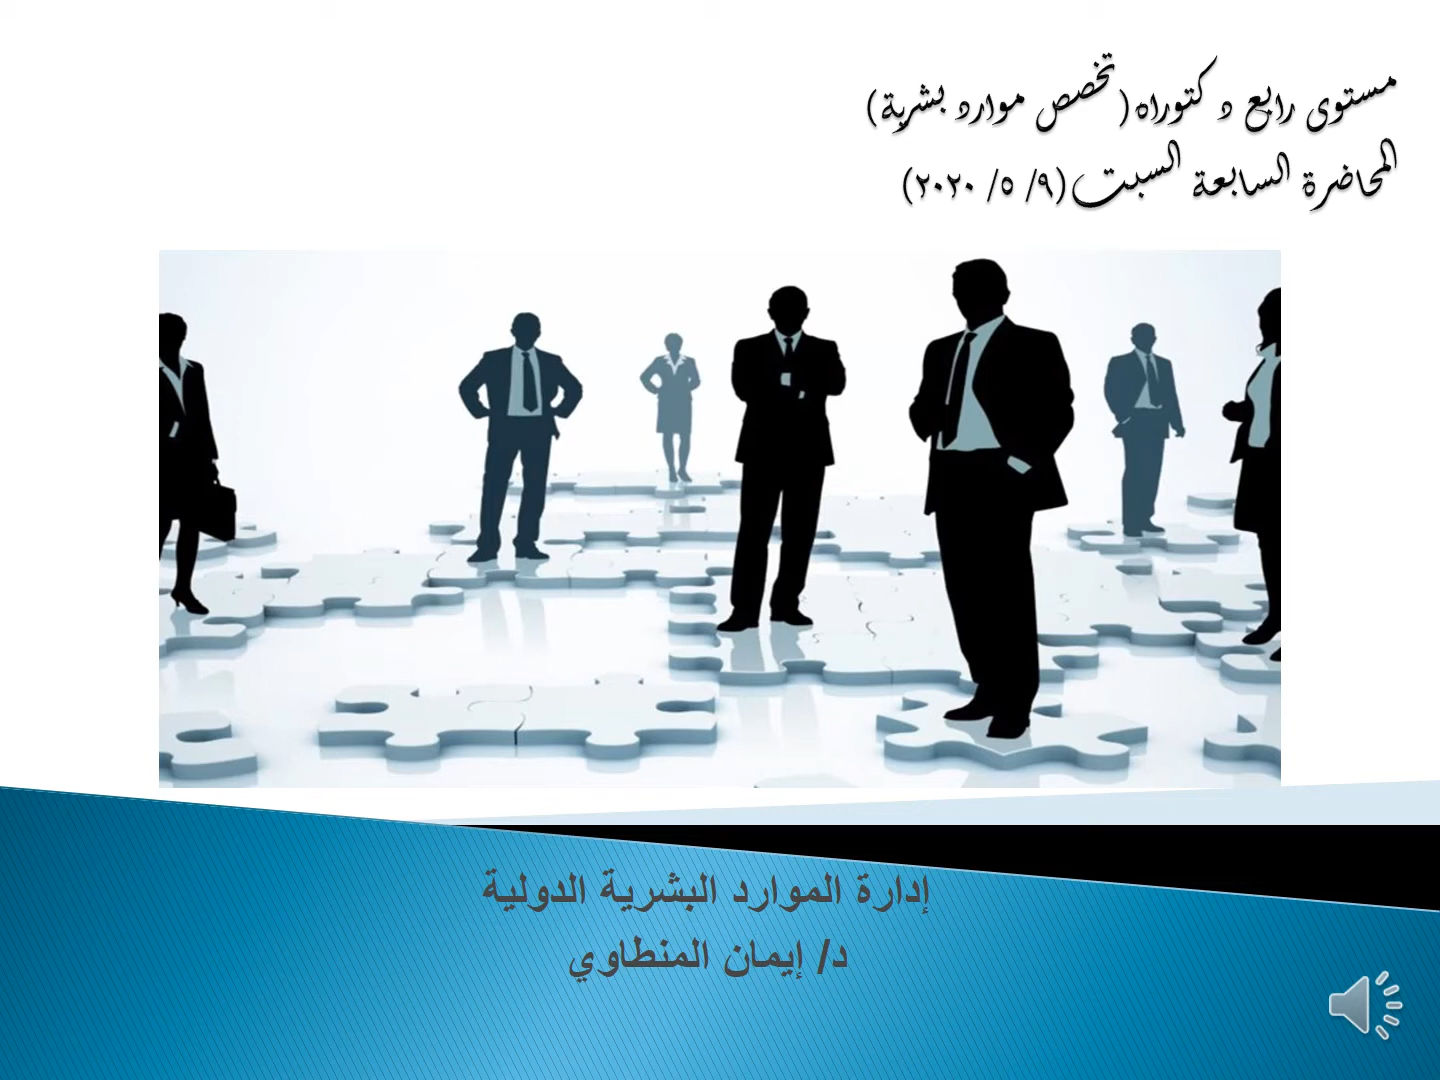 مستوى رابع دكتوراه (تخصص موارد بشرية)
المحاضرة السابعة السبت (٩/ ٥/ ٢٠٢٠)
إدارة الموارد البشرية الدولية
د/ إيمان المنطاوي